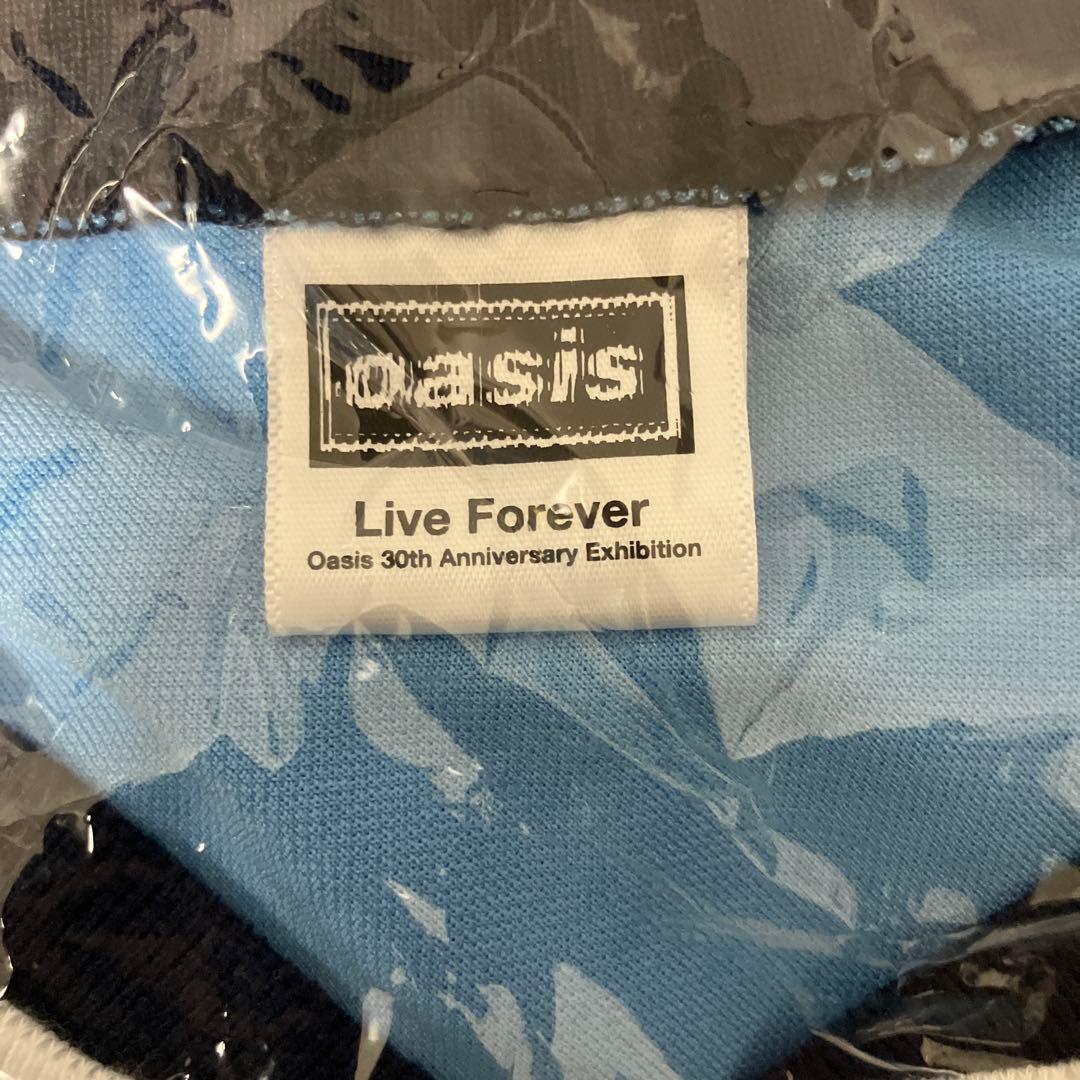 oasis
Live Forever
Oasis 30th Anniversary Exhibition